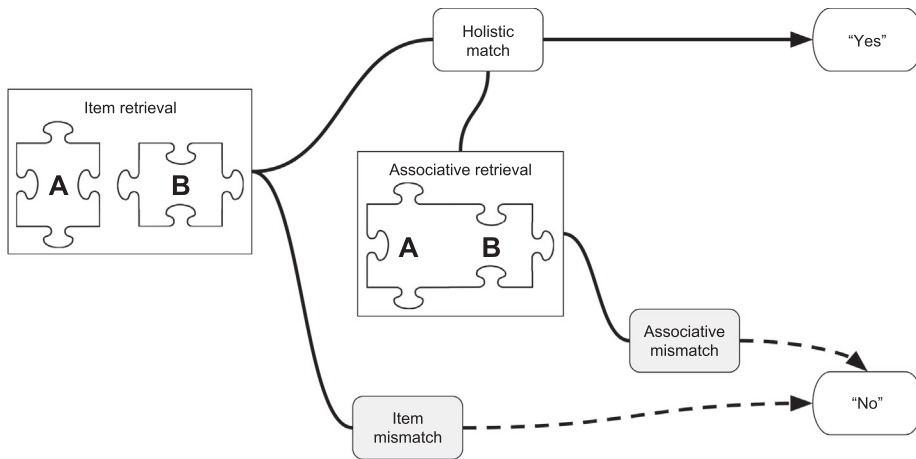 Holistic
match
“Yes”
Item retrieval
A
B
Associative retrieval
A
B
Associative
mismatch
“No”
Item
mismatch